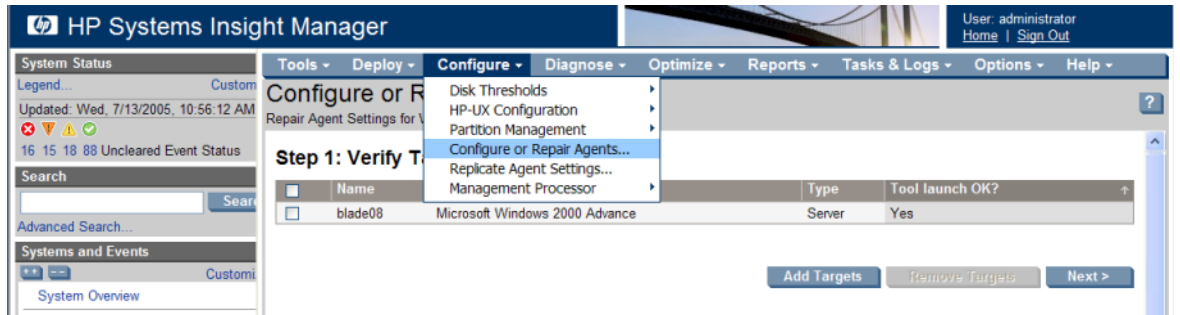 HP Systems Insight Manager
User: administrator
Home | Sign Out
System Status
Legend... Custom
Updated: Wed, 7/13/2005, 10:56:12 AM
16 15 18 88 Uncleared Event Status
Search
Sear
Advanced Search...
Systems and Events
Customi
System Overview
Tools Deploy Configure Diagnose Optimize Reports Tasks & Logs Options Help
Configure or R
?
Repair Agent Settings for
Disk Thresholds
HP-UX Configuration
Partition Management
Configure or Repair Agents...
Replicate Agent Settings...
Management Processor
Step 1: Verify T
Name Type Tool launch OK?
blade08 Microsoft Windows 2000 Advance Server Yes
Add Targets Remove Targets Next >